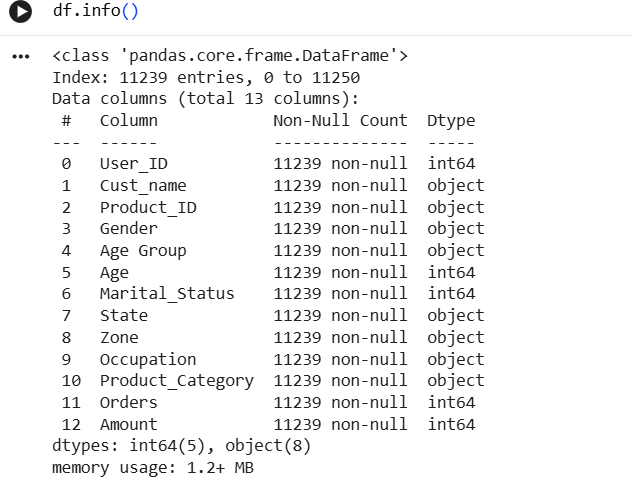 df.info()
<class 'pandas.core.frame.DataFrame'>
Index: 11239 entries, 0 to 11250
Data columns (total 13 columns):
 #   Column            Non-Null Count  Dtype
---  ------            --------------  -----
 0   User_ID           11239 non-null  int64
 1   Cust_name         11239 non-null  object
 2   Product_ID        11239 non-null  object
 3   Gender            11239 non-null  object
 4   Age Group         11239 non-null  object
 5   Age               11239 non-null  int64
 6   Marital_Status    11239 non-null  int64
 7   State             11239 non-null  object
 8   Zone              11239 non-null  object
 9   Occupation        11239 non-null  object
 10  Product_Category  11239 non-null  object
 11  Orders            11239 non-null  int64
 12  Amount            11239 non-null  int64
dtypes: int64(5), object(8)
memory usage: 1.2+ MB